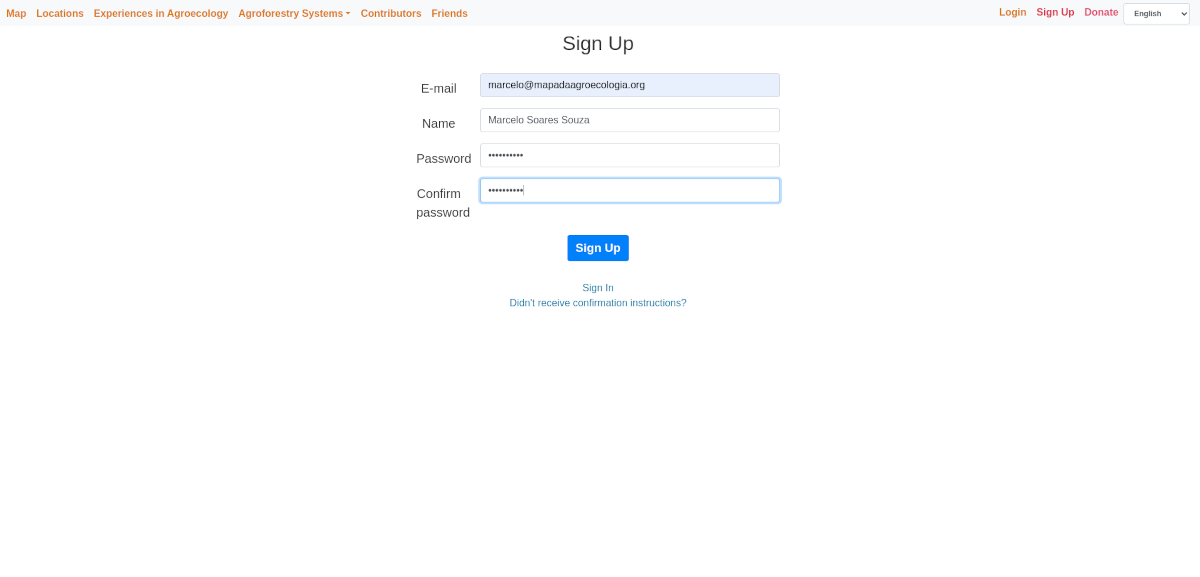 Map Locations Experiences in Agroecology Agroforestry Systems Contributors Friends Login Sign Up Donate English
Sign Up
E-mail marcelo@mapadaagroecologia.org
Name Marcelo Soares Souza
Password ••••••••••
Confirm password ••••••••••
Sign Up
Sign In
Didn't receive confirmation instructions?